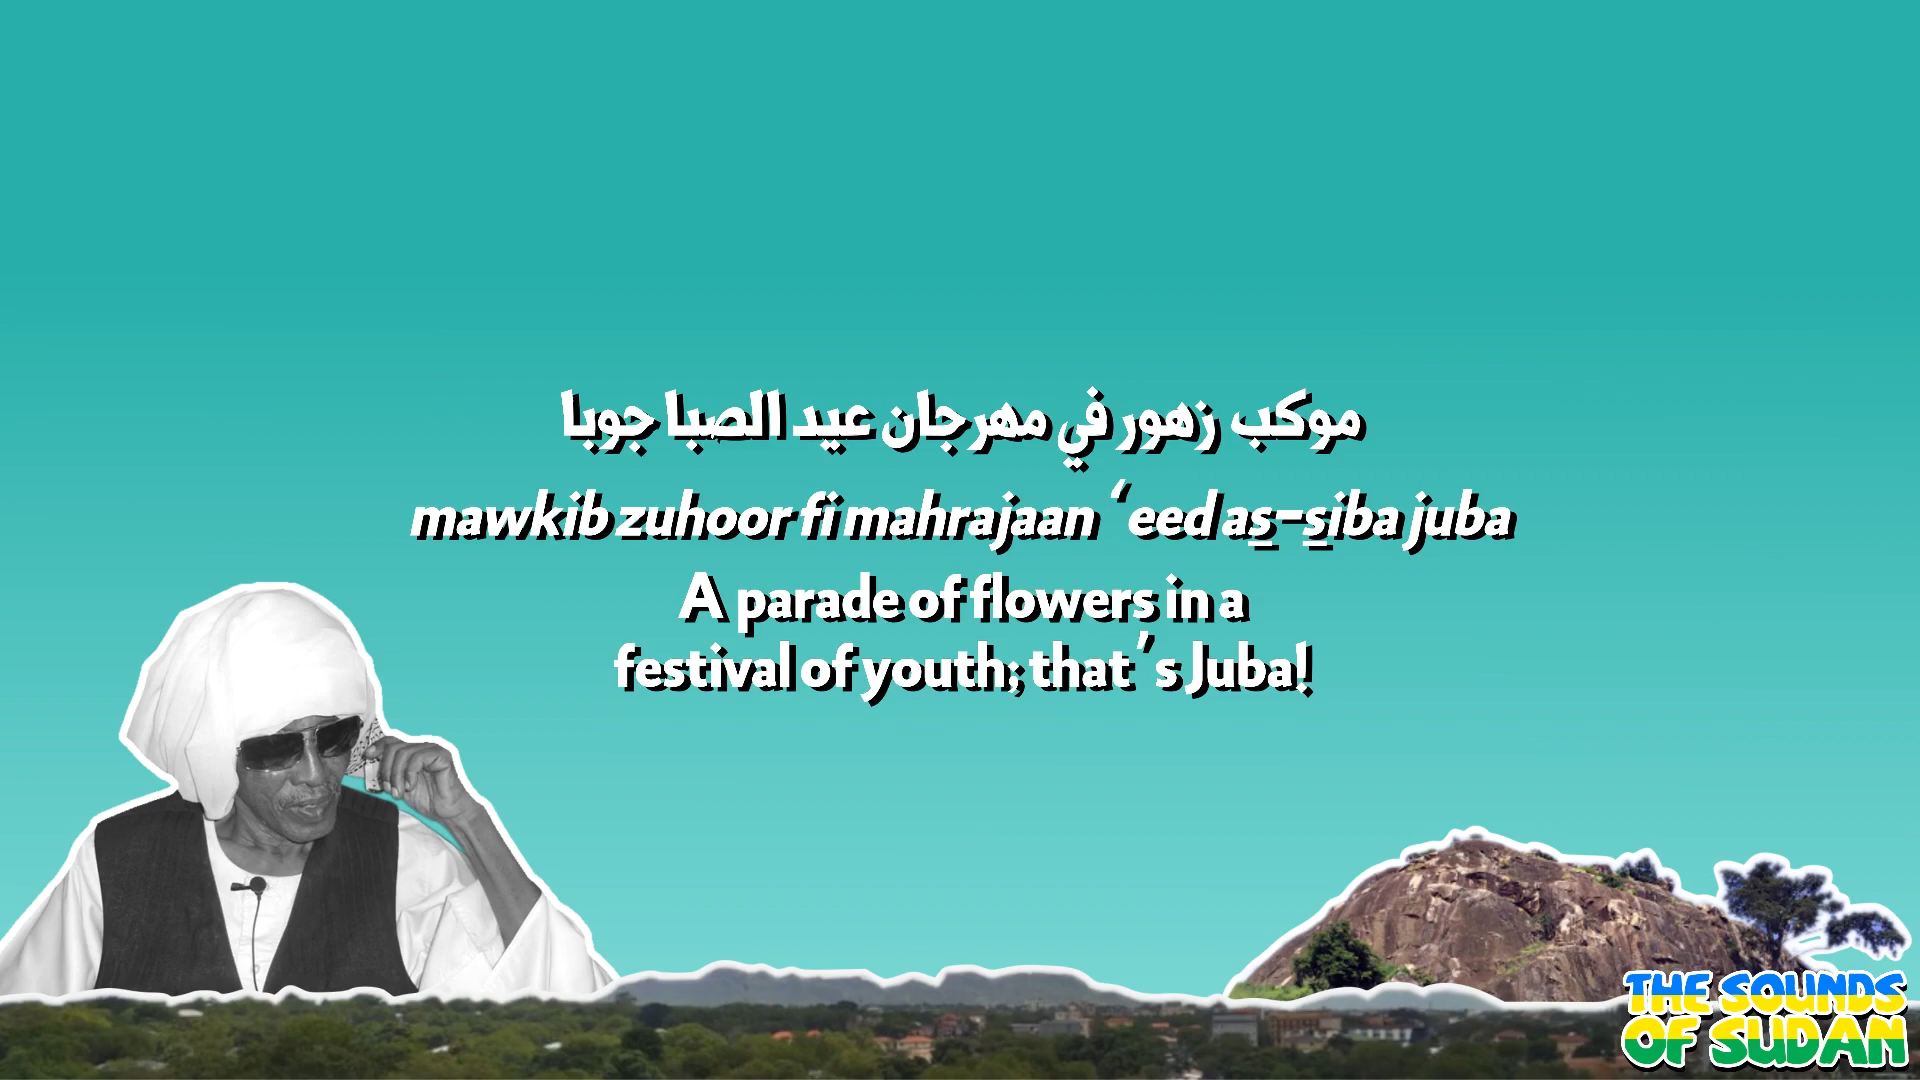 موكب زهور في مهرجان عيد الصبا جوبا
mawkib zuhoor fi mahrajaan ‘eed as̱-s̱iba juba
A parade of flowers in a
festival of youth; that’s Juba!
THE SOUNDS
OF SUDAN